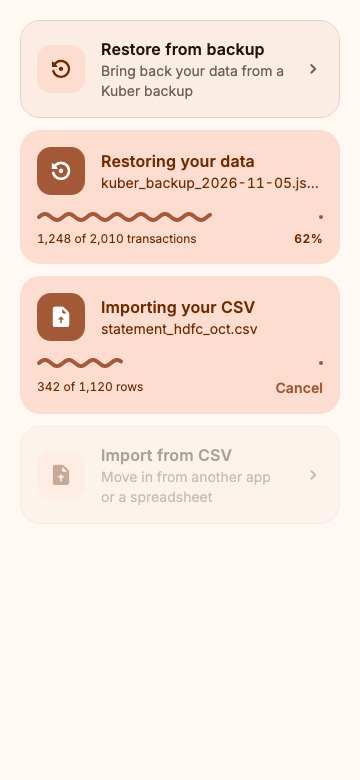 Restore from backup
Bring back your data from a
Kuber backup
Restoring your data
kuber_backup_2026-11-05.js...
1,248 of 2,010 transactions
62%
Importing your CSV
statement_hdfc_oct.csv
342 of 1,120 rows
Cancel
Import from CSV
Move in from another app
or a spreadsheet